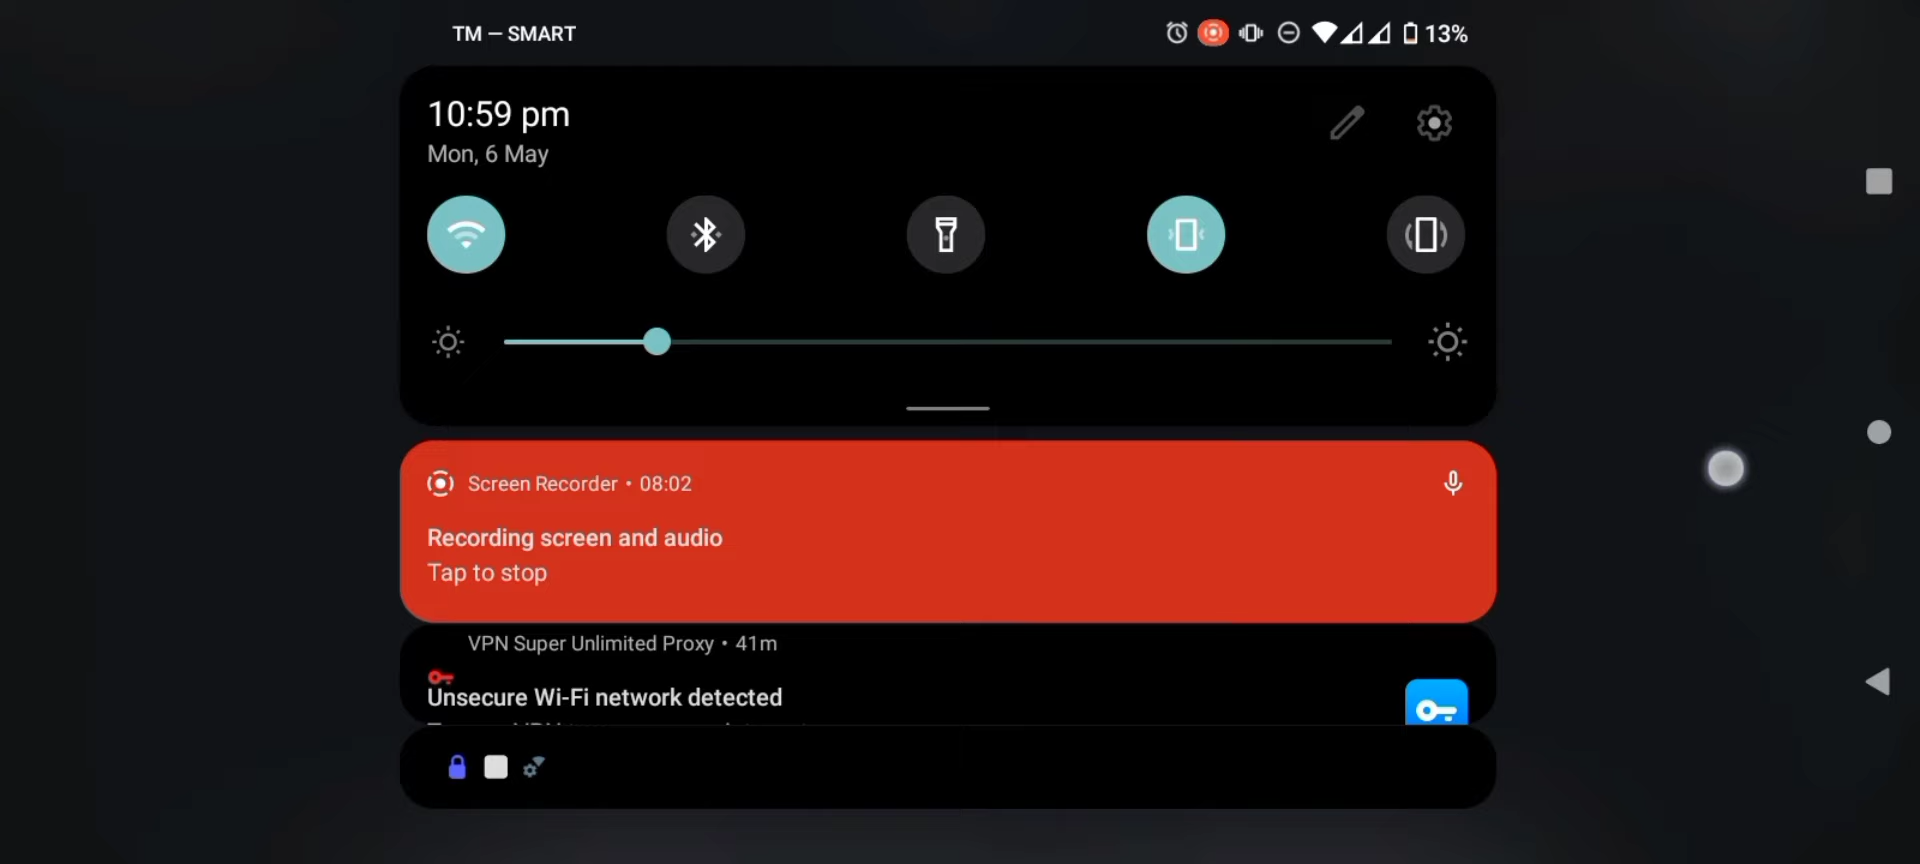 TM — SMART
13%
10:59 pm
Mon, 6 May
Screen Recorder • 08:02
Recording screen and audio
Tap to stop
VPN Super Unlimited Proxy • 41m
Unsecure Wi-Fi network detected